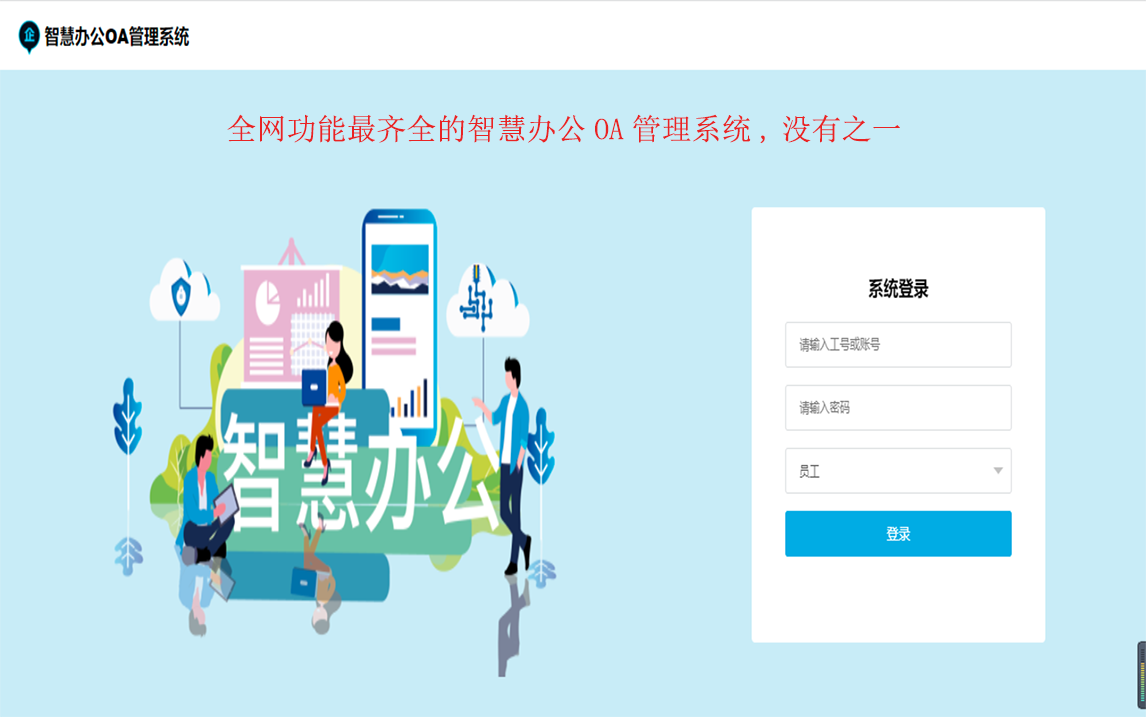 企
智慧办公OA管理系统
全网功能最齐全的智慧办公 OA 管理系统，没有之一
智慧办公
系统登录
请输入工号或账号
请输入密码
员工
登录